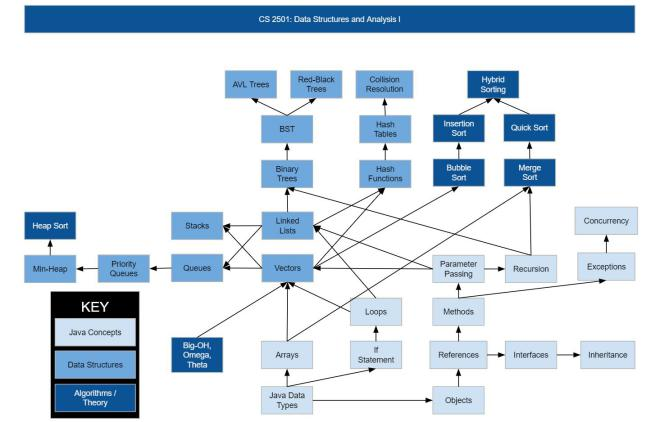 CS 2501: Data Structures and Analysis I
AVL Trees
Red-Black
Trees
Collision
Resolution
Hybrid
Sorting
BST
Hash
Tables
Insertion
Sort
Quick Sort
Binary
Trees
Hash
Functions
Bubble
Sort
Merge
Sort
Heap Sort
Stacks
Linked
Lists
Concurrency
Min-Heap
Priority
Queues
Queues
Vectors
Parameter
Passing
Recursion
Exceptions
KEY
Java Concepts
Data Structures
Algorithms /
Theory
Loops
Methods
Big-OH,
Omega,
Theta
Arrays
If
Statement
References
Interfaces
Inheritance
Java Data
Types
Objects